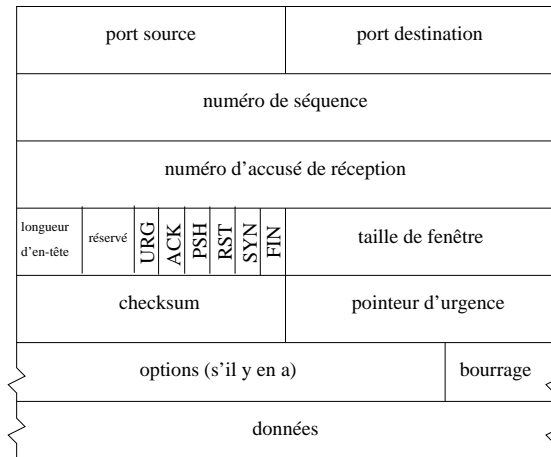 port source
port destination
numéro de séquence
numéro d'accusé de réception
longueur
d'en-tête
réservé
URG
ACK
PSH
RST
SYN
FIN
taille de fenêtre
checksum
pointeur d'urgence
options (s'il y en a)
bourrage
données